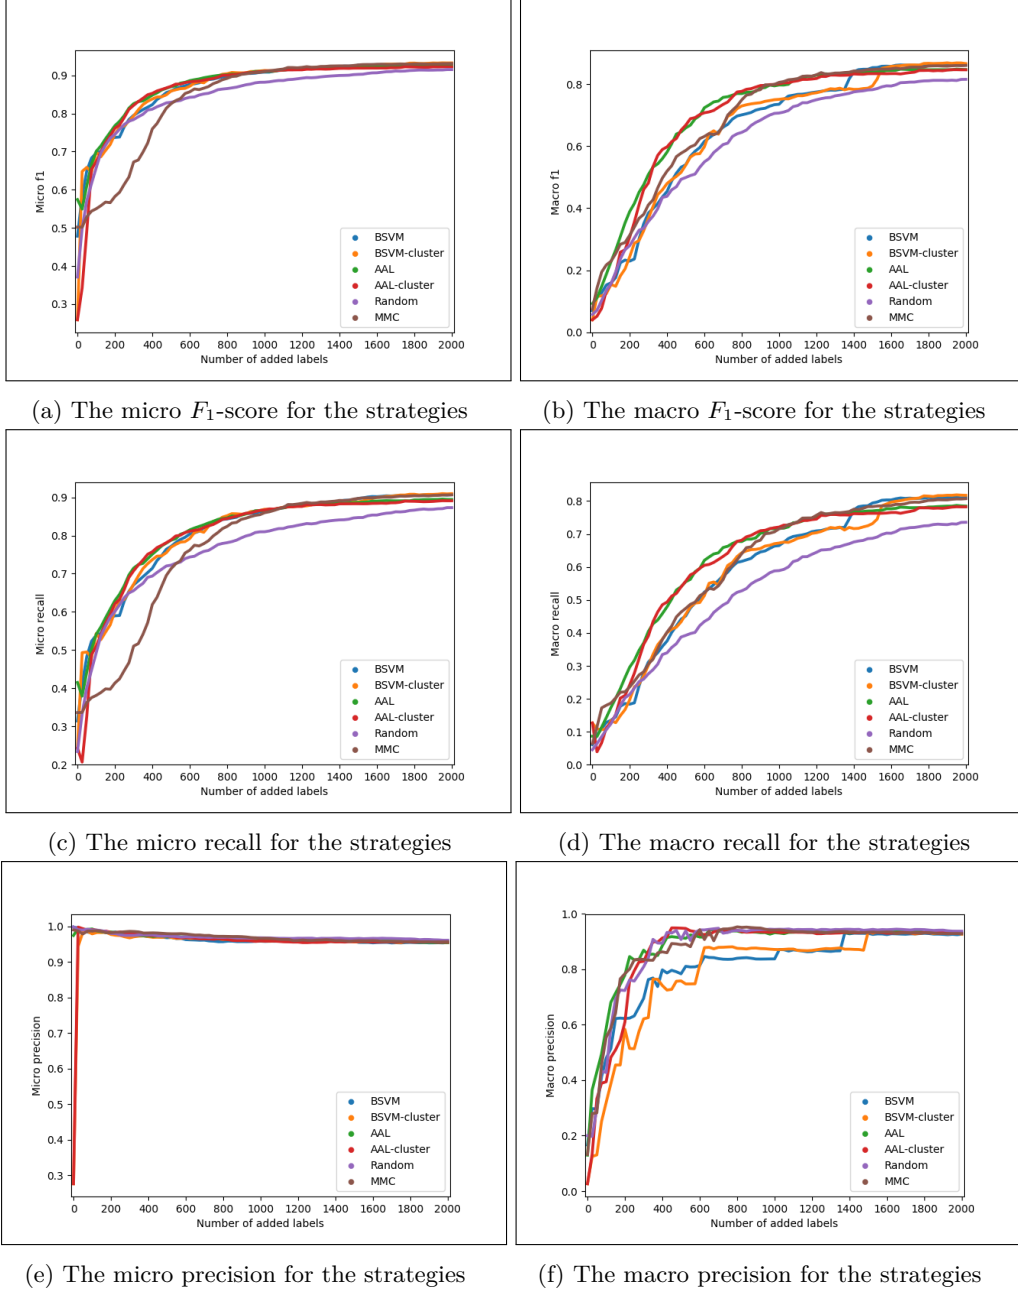 0.9
0.8
0.7
0.6
0.5
0.4
0.3
Micro f1
BSVM
BSVM-cluster
AAL
AAL-cluster
Random
MMC
0 200 400 600 800 1000 1200 1400 1600 1800 2000
Number of added labels
0.8
0.6
0.4
0.2
0.0
Macro f1
BSVM
BSVM-cluster
AAL
AAL-cluster
Random
MMC
0 200 400 600 800 1000 1200 1400 1600 1800 2000
Number of added labels
(a) The micro F1-score for the strategies
(b) The macro F1-score for the strategies
0.9
0.8
0.7
0.6
0.5
0.4
0.3
0.2
Micro recall
BSVM
BSVM-cluster
AAL
AAL-cluster
Random
MMC
0 200 400 600 800 1000 1200 1400 1600 1800 2000
Number of added labels
0.8
0.7
0.6
0.5
0.4
0.3
0.2
0.1
0.0
Macro recall
BSVM
BSVM-cluster
AAL
AAL-cluster
Random
MMC
0 200 400 600 800 1000 1200 1400 1600 1800 2000
Number of added labels
(c) The micro recall for the strategies
(d) The macro recall for the strategies
1.0
0.9
0.8
0.7
0.6
0.5
0.4
0.3
Micro precision
BSVM
BSVM-cluster
AAL
AAL-cluster
Random
MMC
0 200 400 600 800 1000 1200 1400 1600 1800 2000
Number of added labels
1.0
0.8
0.6
0.4
0.2
0.0
Macro precision
BSVM
BSVM-cluster
AAL
AAL-cluster
Random
MMC
0 200 400 600 800 1000 1200 1400 1600 1800 2000
Number of added labels
(e) The micro precision for the strategies
(f) The macro precision for the strategies